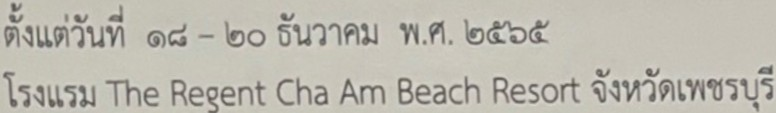 ตั้งแต่วันที่ ๑๘ – ๒๐ ธันวาคม พ.ศ. ๒๕๖๕
โรงแรม The Regent Cha Am Beach Resort จังหวัดเพชรบุรี